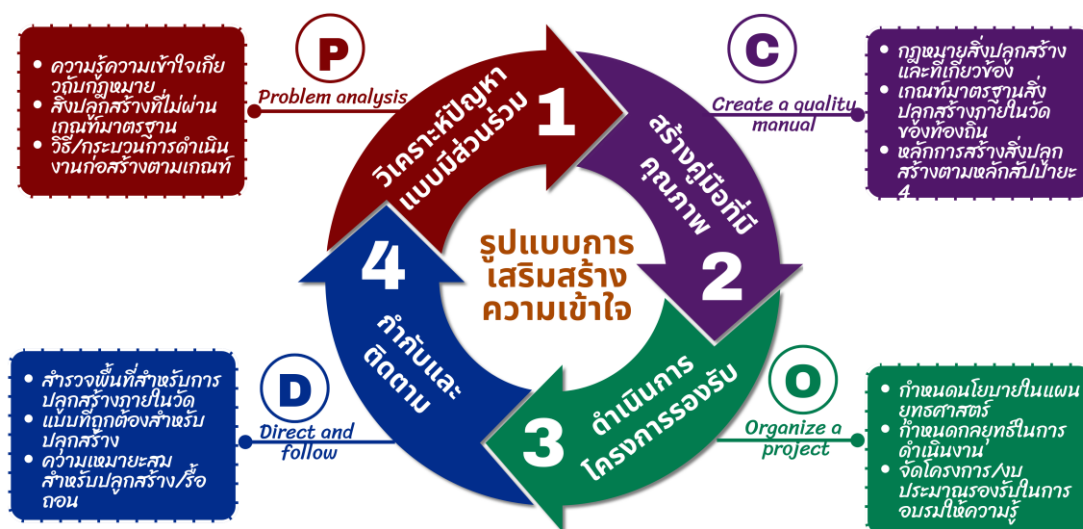 P
Problem analysis
• ความรู้ความเข้าใจเกี่ย
วกับกฎหมาย
• สิ่งปลูกสร้างที่ไม่ผ่าน
เกณฑ์มาตรฐาน
• วิธี/กระบวนการดำเนิน
งานก่อสร้างตามเกณฑ์
1
วิเคราะห์ปัญหา
แบบมีส่วนร่วม
C
Create a quality
manual
• กฎหมายสิ่งปลูกสร้าง
และที่เกี่ยวข้อง
• เกณฑ์มาตรฐานสิ่ง
ปลูกสร้างภายในวัด
ของท้องถิ่น
• หลักการสร้างสิ่งปลูก
สร้างตามหลักสัปปายะ
4
สร้างคู่มือที่มี
คุณภาพ
2
รูปแบบการ
เสริมสร้าง
ความเข้าใจ
O
Organize a
project
• กำหนดนโยบายในแผน
ยุทธศาสตร์
• กำหนดกลยุทธ์ในการ
ดำเนินงาน
• จัดโครงการ/งบ
ประมาณรองรับในการ
อบรมให้ความรู้
3
ดำเนินการ
โครงการรองรับ
D
Direct and
follow
• สำรวจพื้นที่สำหรับการ
ปลูกสร้างภายในวัด
• แบบที่ถูกต้องสำหรับ
ปลุกสร้าง
• ความเหมายะสม
สำหรับปลูกสร้าง/รื้อ
ถอน
4
กำกับและ
ติดตาม